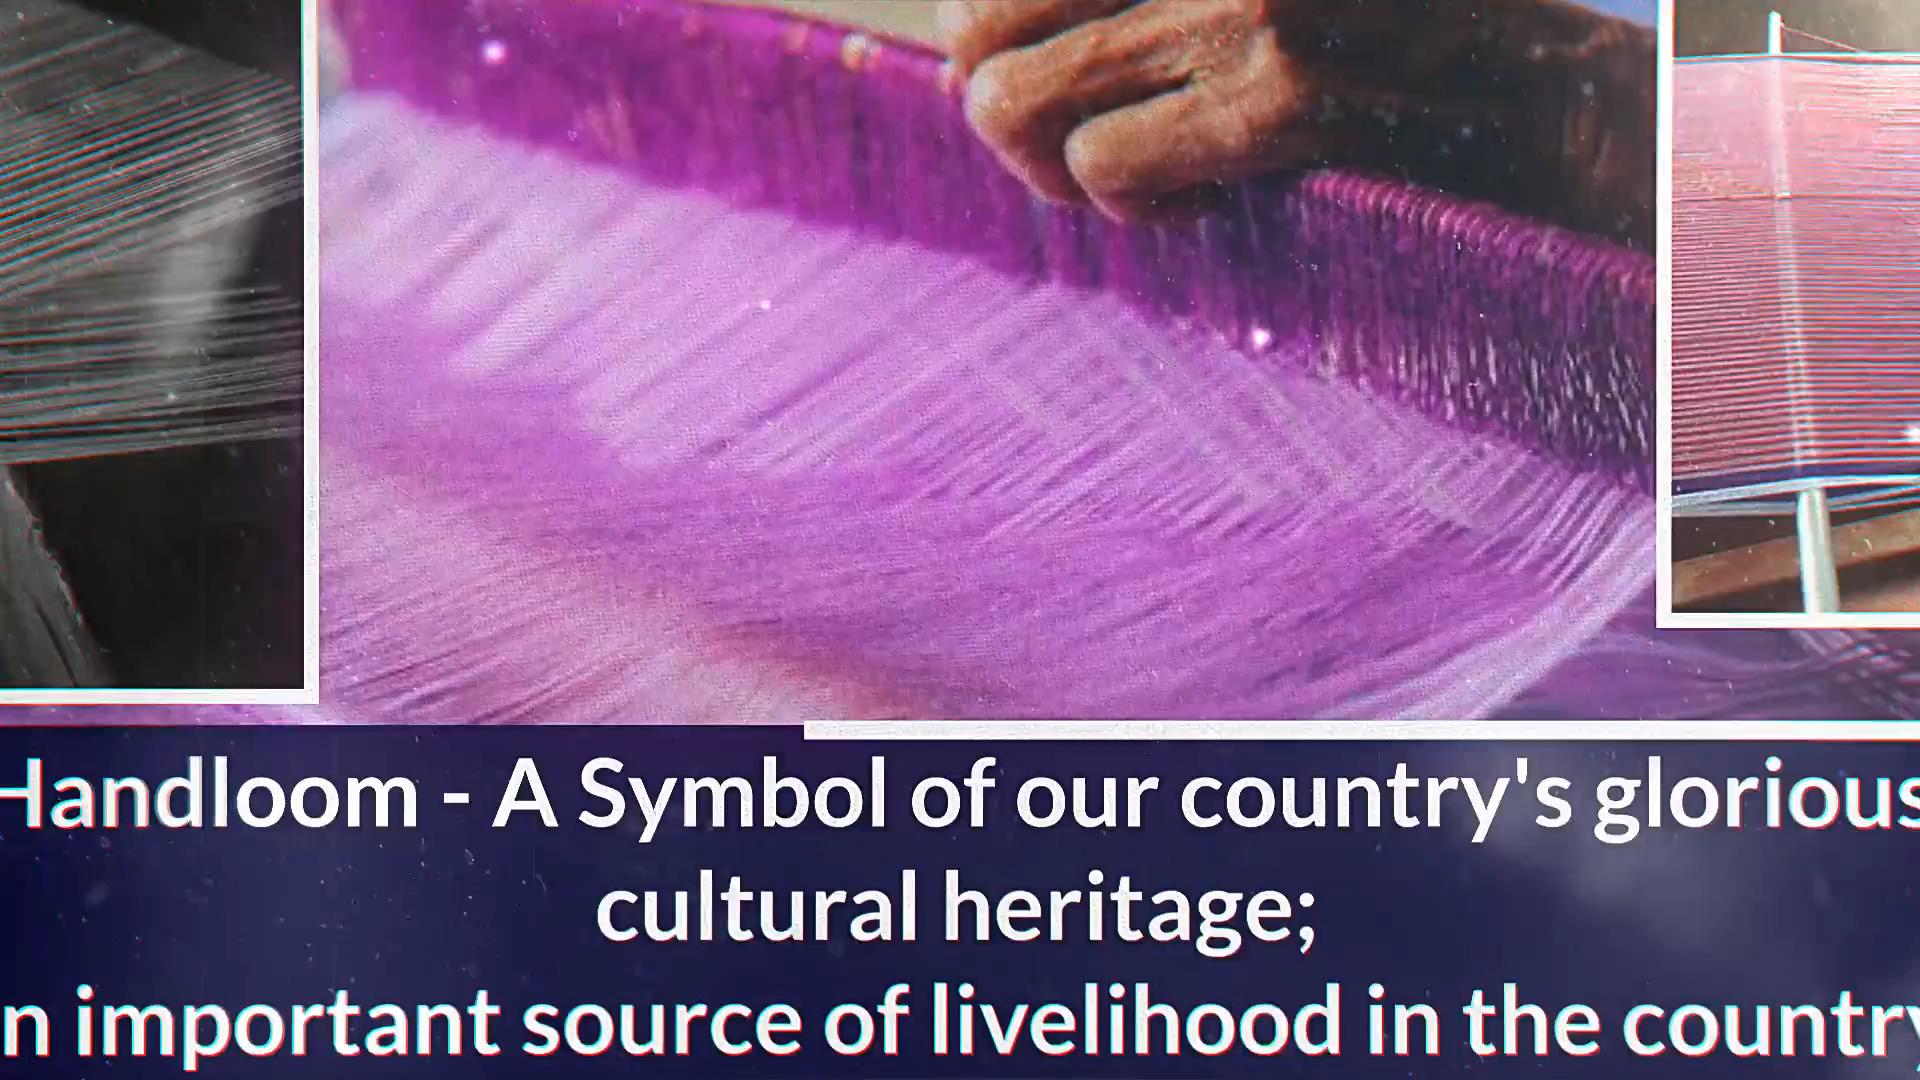 Handloom - A Symbol of our country's glorious
cultural heritage;
important source of livelihood in the country